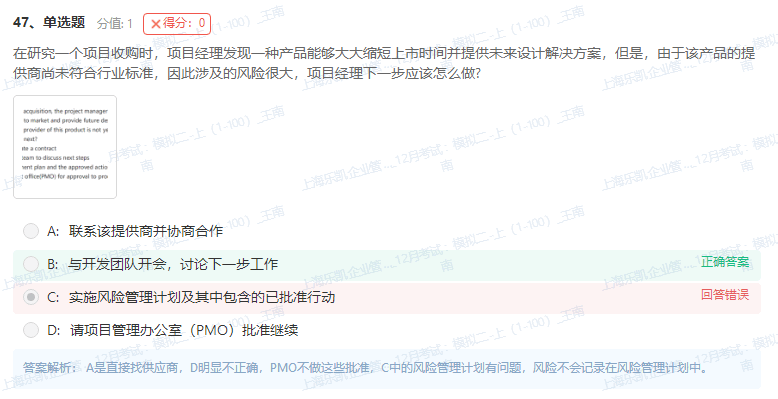 47、单选题 分值: 1 ×得分：0
在研究一个项目收购时，项目经理发现一种产品能够大大缩短上市时间并提供未来设计解决方案，但是，由于该产品的提
供商尚未符合行业标准，因此涉及的风险很大，项目经理下一步应该怎么做?
acquisition, the project manager
to market and provide future de
provider of this product is not ye
next?
te a contract
eam to discuss next steps
ent plan and the approved actio
office(PMO) for approval to pro
A: 联系该提供商并协商合作
B: 与开发团队开会，讨论下一步工作 正确答案
C: 实施风险管理计划及其中包含的已批准行动 回答错误
D: 请项目管理办公室（PMO）批准继续
答案解析： A是直接找供应商，D明显不正确，PMO不做这些批准，C中的风险管理计划有问题，风险不会记录在风险管理计划中。
上海乐凯企业管..._12月考试：模拟二-上（1-100）_王南